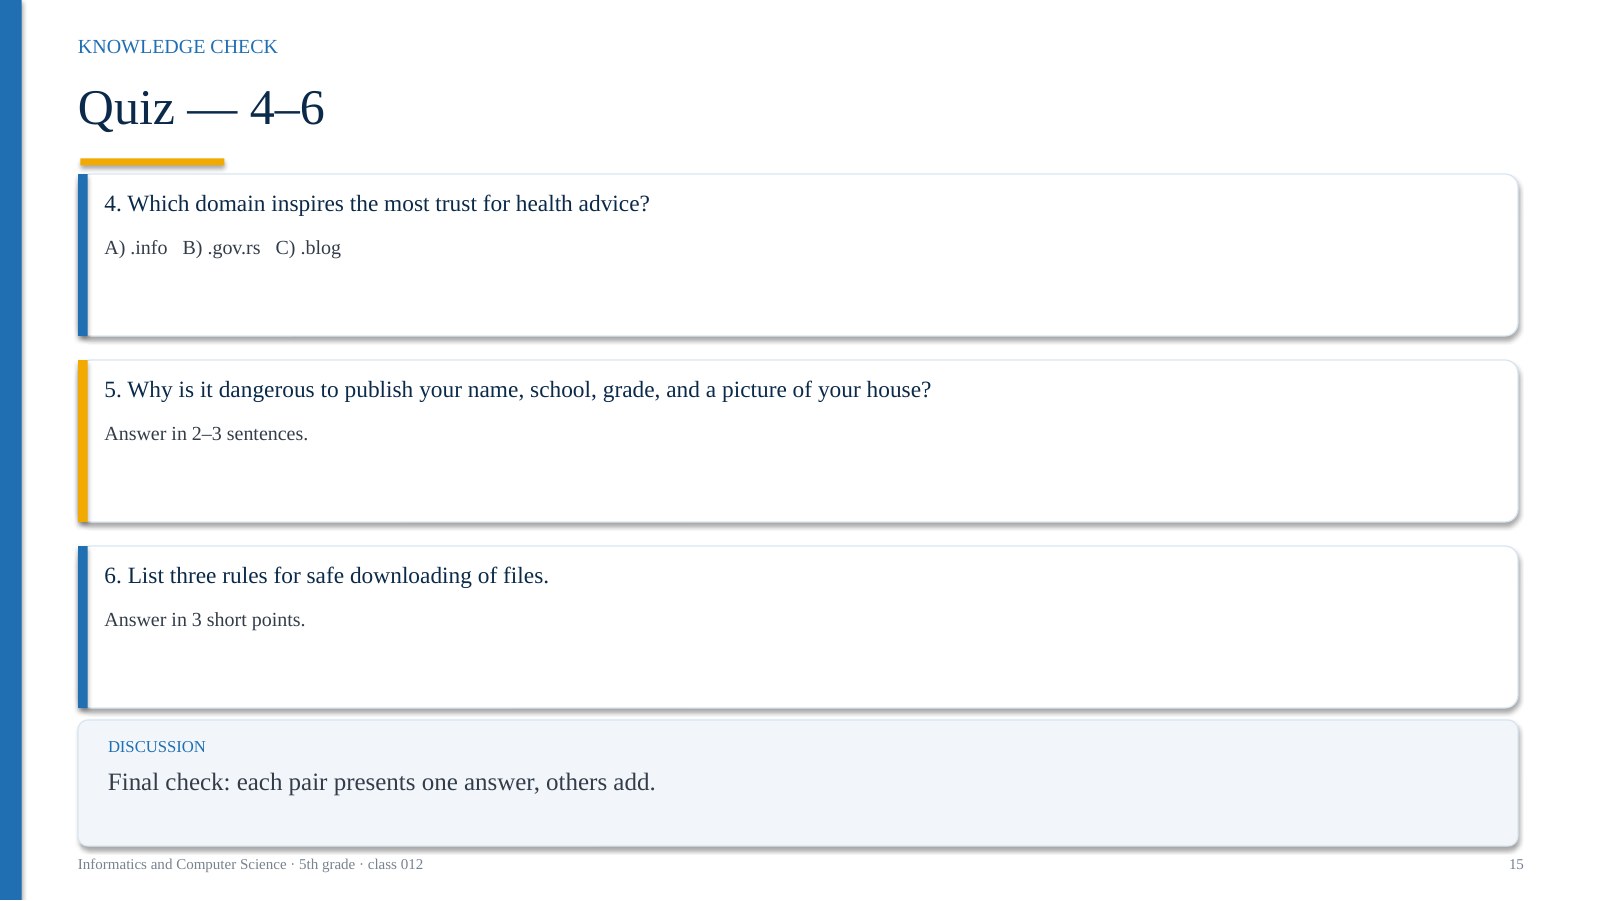 KNOWLEDGE CHECK
Quiz — 4–6
4. Which domain inspires the most trust for health advice?
A) .info   B) .gov.rs   C) .blog
5. Why is it dangerous to publish your name, school, grade, and a picture of your house?
Answer in 2–3 sentences.
6. List three rules for safe downloading of files.
Answer in 3 short points.
DISCUSSION
Final check: each pair presents one answer, others add.
Informatics and Computer Science · 5th grade · class 012
15